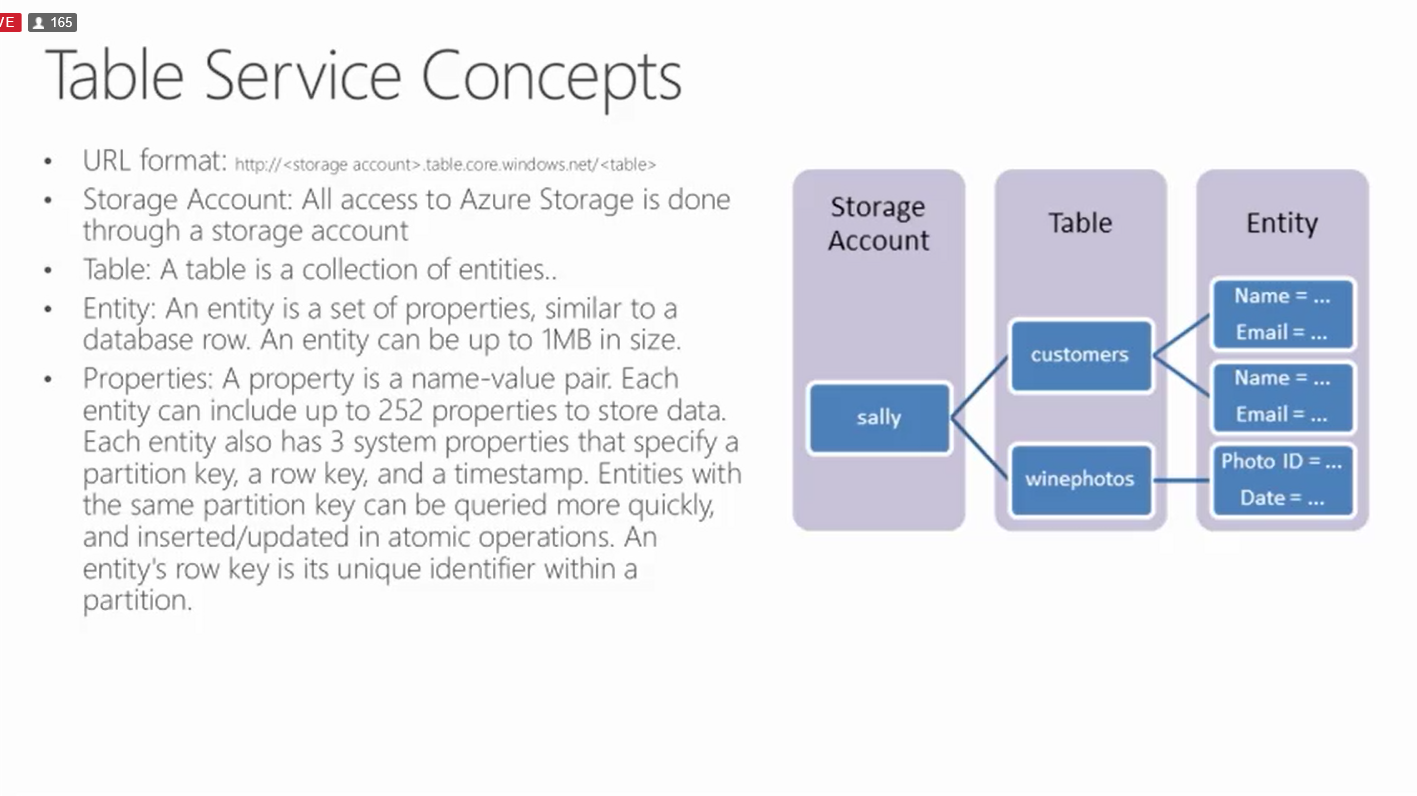 VE 165
Table Service Concepts
• URL format: http://<storage account>.table.core.windows.net/<table>
• Storage Account: All access to Azure Storage is done
through a storage account
• Table: A table is a collection of entities..
• Entity: An entity is a set of properties, similar to a
database row. An entity can be up to 1MB in size.
• Properties: A property is a name-value pair. Each
entity can include up to 252 properties to store data.
Each entity also has 3 system properties that specify a
partition key, a row key, and a timestamp. Entities with
the same partition key can be queried more quickly,
and inserted/updated in atomic operations. An
entity's row key is its unique identifier within a
partition.
Storage
Account
sally
Table
customers
winephotos
Entity
Name = ...
Email = ...
Name = ...
Email = ...
Photo ID = ...
Date = ...